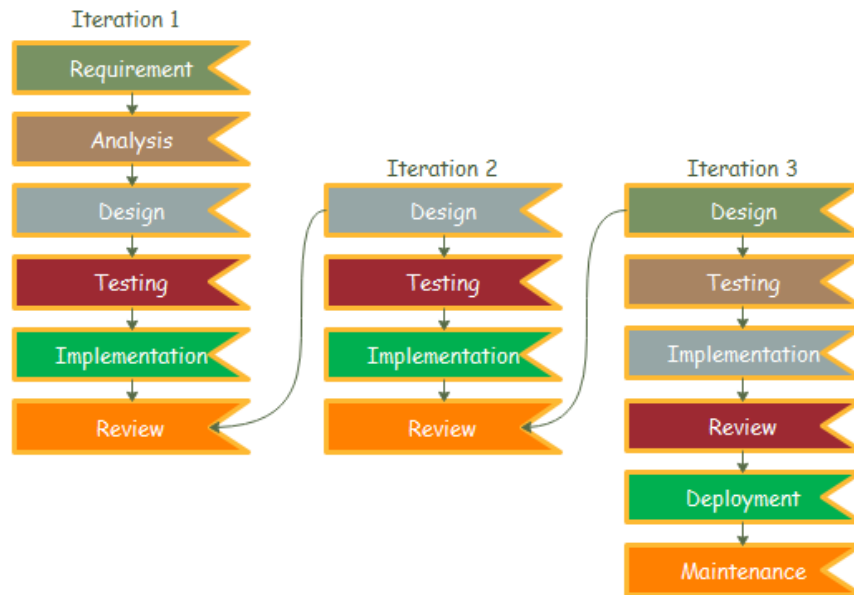 Iteration 1
Requirement
Analysis
Design
Testing
Implementation
Review
Iteration 2
Design
Testing
Implementation
Review
Iteration 3
Design
Testing
Implementation
Review
Deployment
Maintenance